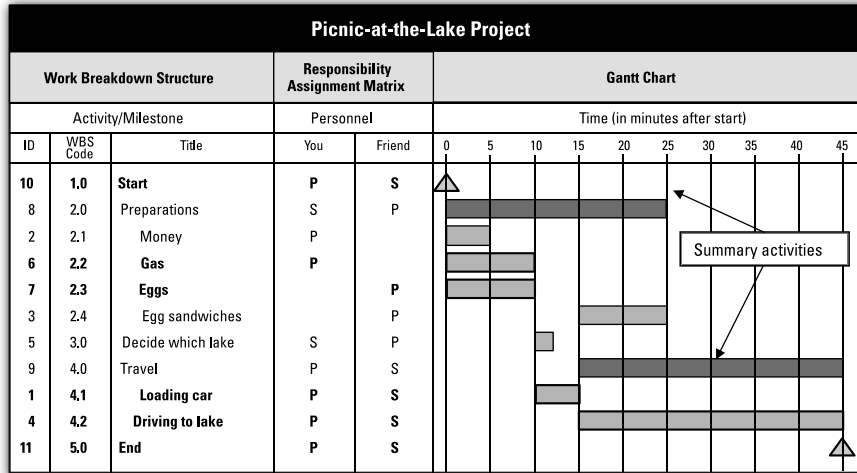 Picnic-at-the-Lake Project
Work Breakdown Structure Responsibility Assignment Matrix Gantt Chart
Activity/Milestone Personnel Time (in minutes after start)
ID WBS Code Title You Friend 0 5 10 15 20 25 30 35 40 45
10 1.0 Start P S
8 2.0 Preparations S P
2 2.1 Money P
6 2.2 Gas P
7 2.3 Eggs P
3 2.4 Egg sandwiches P
5 3.0 Decide which lake S P
9 4.0 Travel P S
1 4.1 Loading car P S
4 4.2 Driving to lake P S
11 5.0 End P S
Summary activities